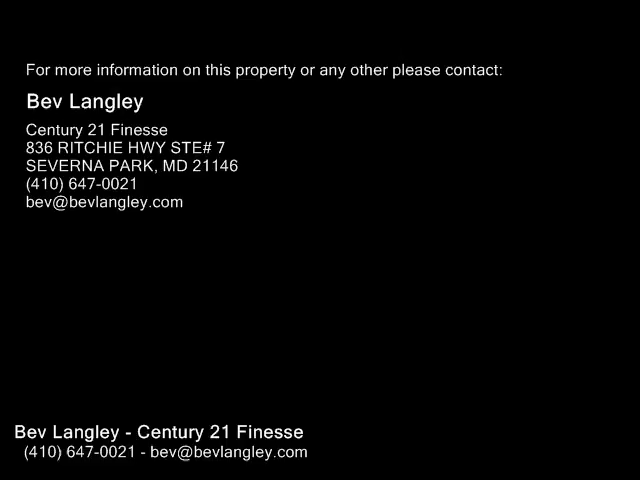 For more information on this property or any other please contact:
Bev Langley
Century 21 Finesse
836 RITCHIE HWY STE# 7
SEVERNA PARK, MD 21146
(410) 647-0021
bev@bevlangley.com
Bev Langley - Century 21 Finesse
(410) 647-0021 - bev@bevlangley.com